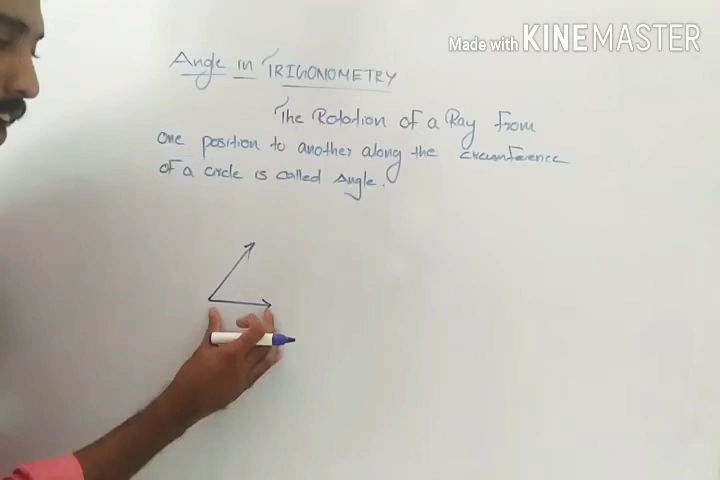 Made with KINEMASTER
Angle in TRIGONOMETRY
The Rotation of a Ray from
one position to another along the circumference
of a circle is called Angle.